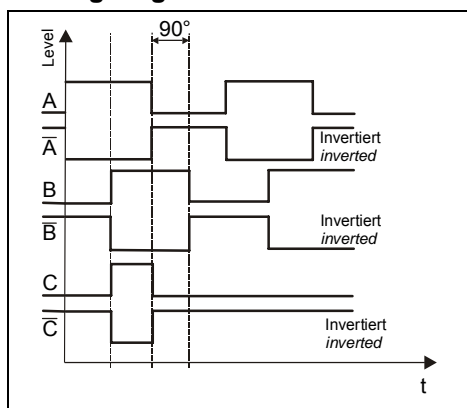 90°
Level
A
A̅
Invertiert
inverted
B
B̅
Invertiert
inverted
C
C̅
Invertiert
inverted
t